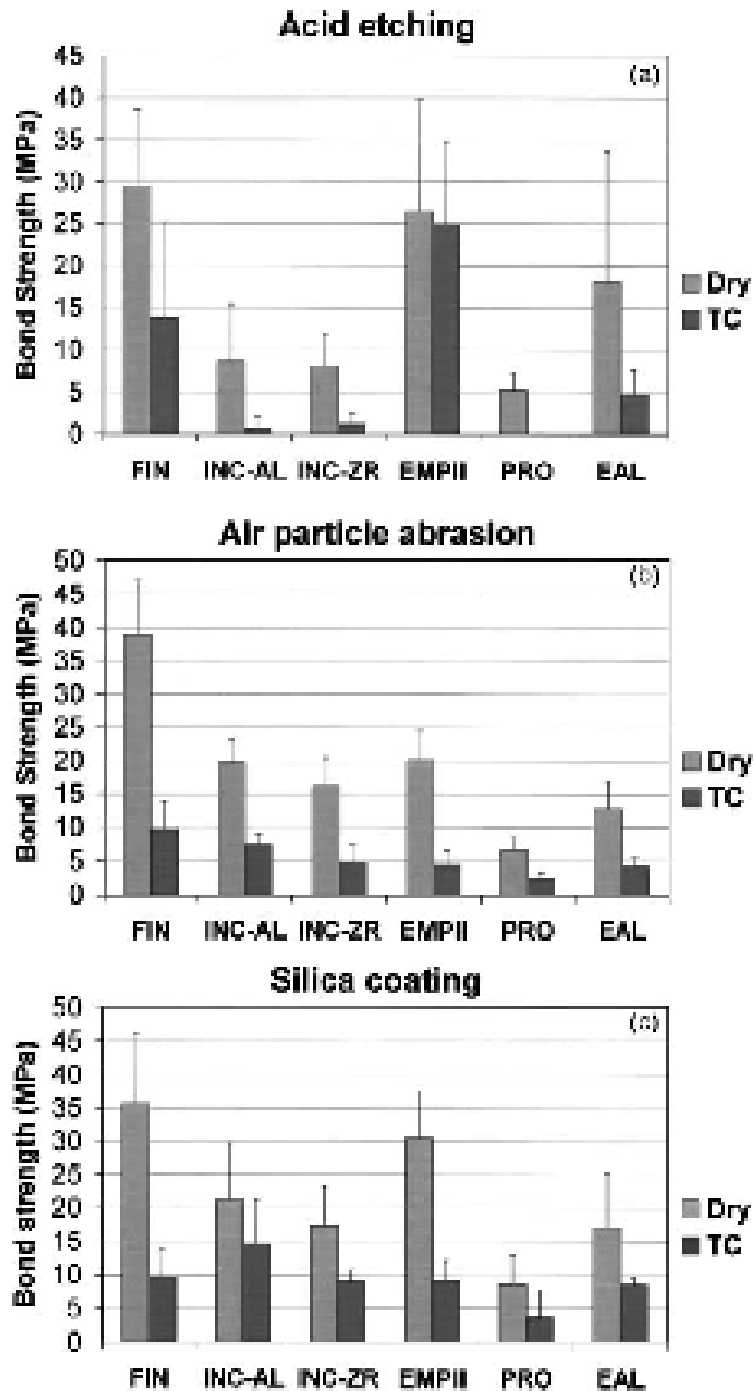 Acid etching
(a)
Bond Strength (MPa)
45
40
35
30
25
20
15
10
5
0
FIN INC-AL INC-ZR EMPII PRO EAL
Dry
TC
Air particle abrasion
(b)
Bond Strength (MPa)
50
45
40
35
30
25
20
15
10
5
0
FIN INC-AL INC-ZR EMPII PRO EAL
Dry
TC
Silica coating
(c)
Bond strength (MPa)
50
45
40
35
30
25
20
15
10
5
0
FIN INC-AL INC-ZR EMPII PRO EAL
Dry
TC